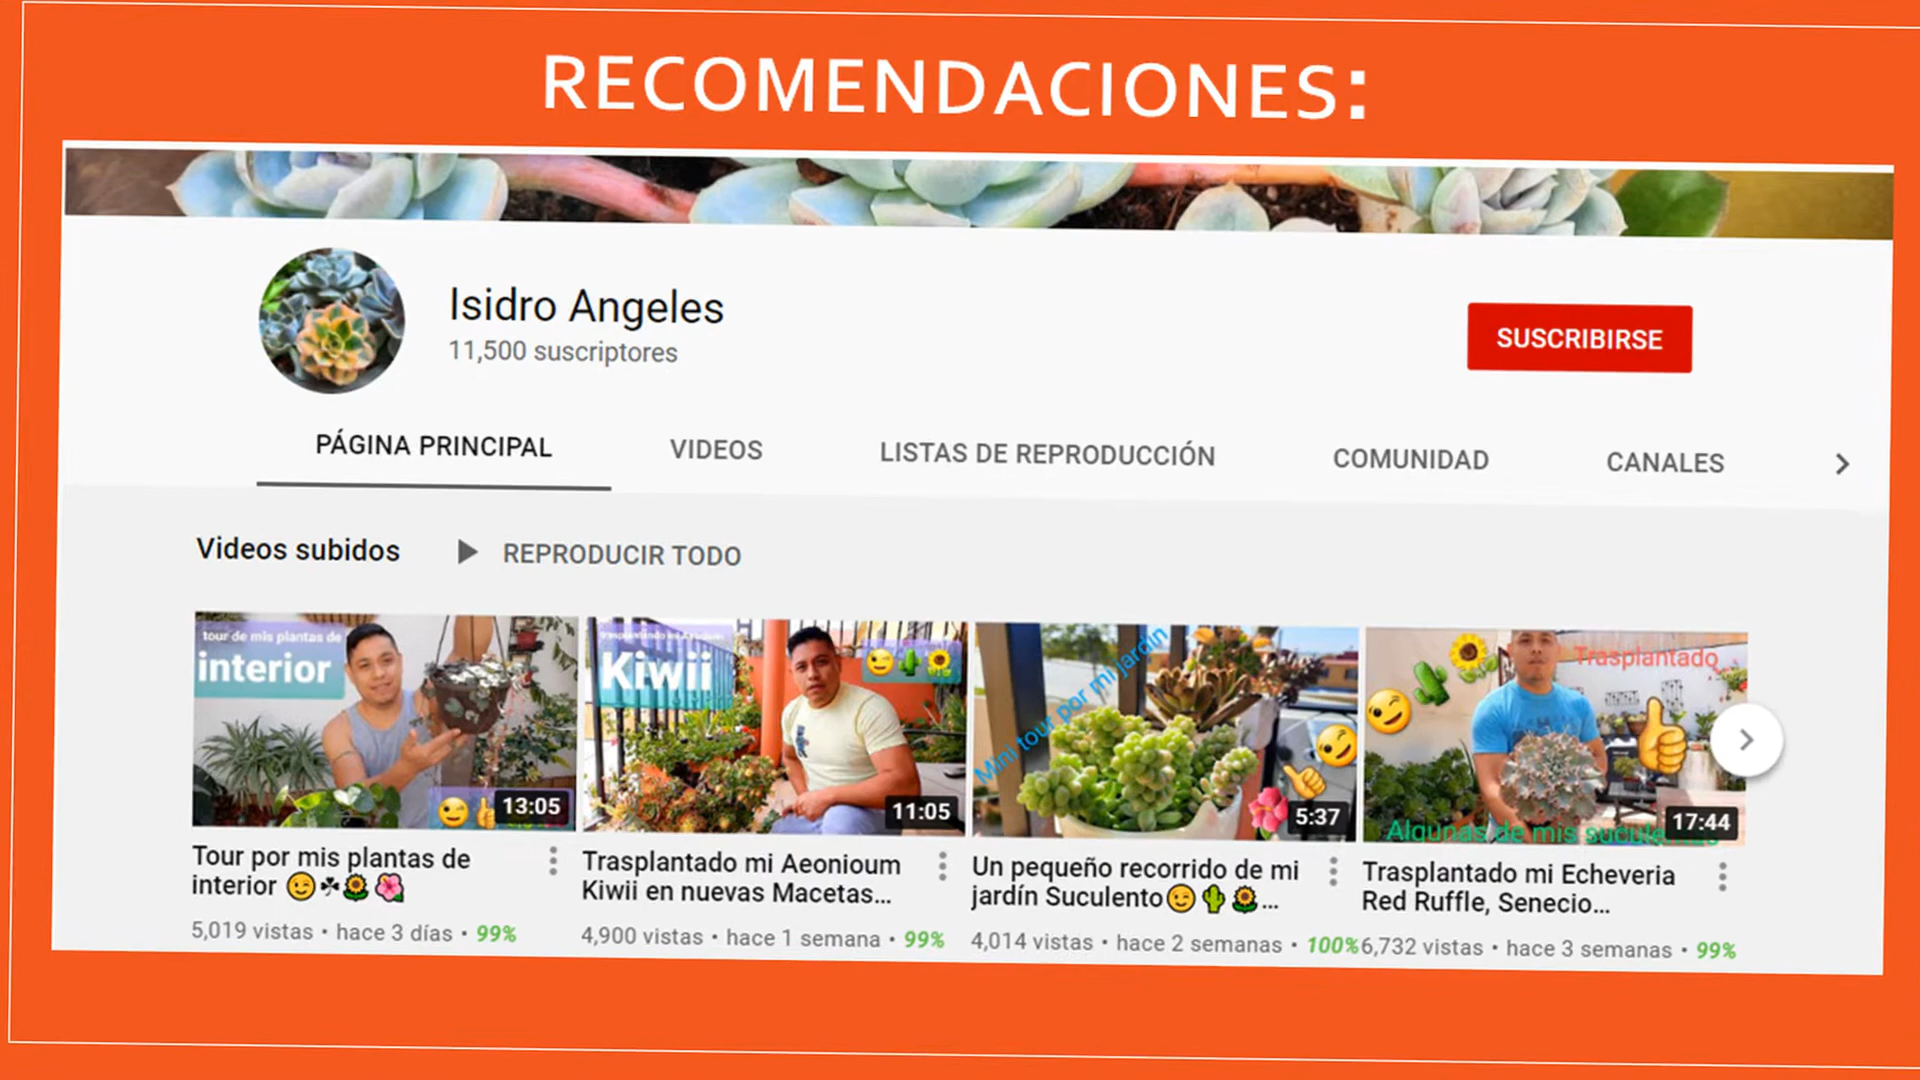 RECOMENDACIONES:
Isidro Angeles
11,500 suscriptores
SUSCRIBIRSE
PÁGINA PRINCIPAL
VIDEOS
LISTAS DE REPRODUCCIÓN
COMUNIDAD
CANALES
Videos subidos
REPRODUCIR TODO
tour de mis plantas de
interior
13:05
Kiwii
11:05
Mini tour por mi jardin
5:37
Trasplantado
Algunas de mis
17:44
Tour por mis plantas de
interior 😉☘🌻🌺
5,019 vistas • hace 3 días • 99%
Trasplantado mi Aeonioum
Kiwii en nuevas Macetas...
4,900 vistas • hace 1 semana • 99%
Un pequeño recorrido de mi
jardín Suculento😉🌵🌻...
4,014 vistas • hace 2 semanas • 100%
Trasplantado mi Echeveria
Red Ruffle, Senecio...
6,732 vistas • hace 3 semanas • 99%